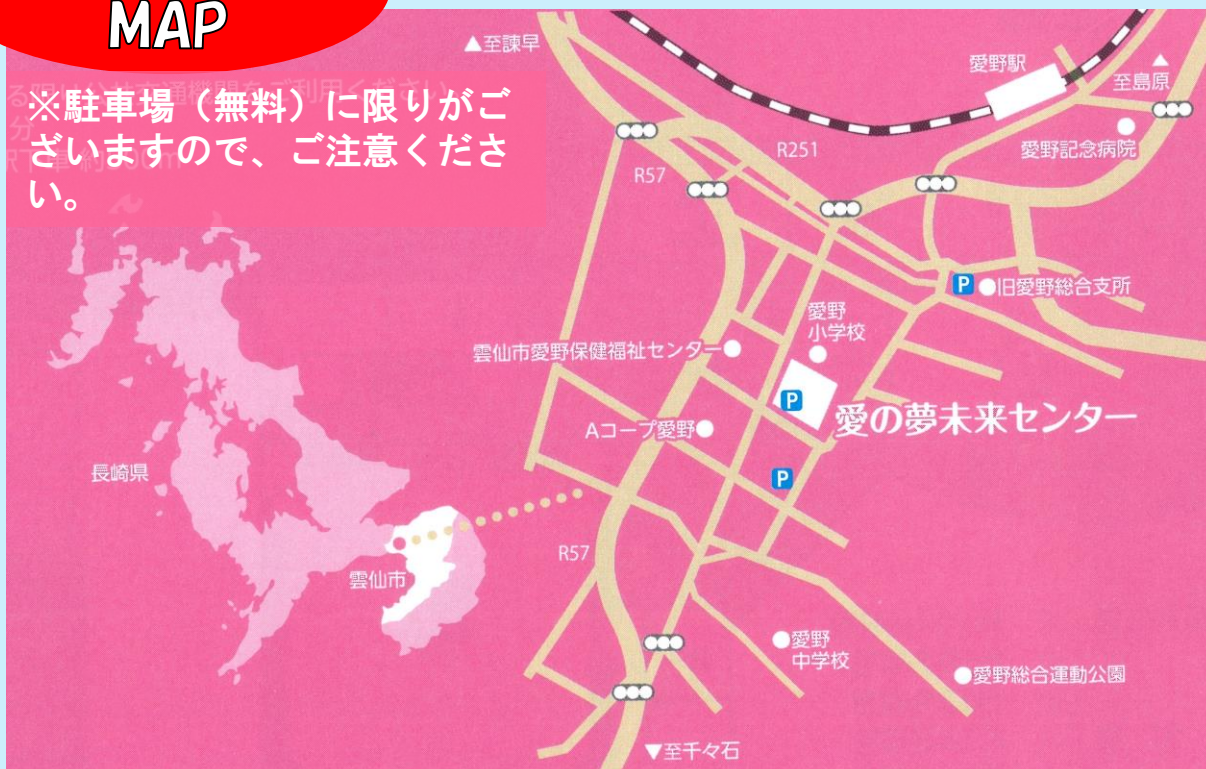 MAP
※駐車場（無料）に限りがご
ざいますので、ご注意くださ
い。
▲至諫早
愛野駅
▲
至島原
愛野記念病院
R251
R57
P
旧愛野総合支所
愛野
小学校
雲仙市愛野保健福祉センター
P
愛の夢未来センター
Aコープ愛野
P
長崎県
R57
雲仙市
愛野
中学校
愛野総合運動公園
▼至千々石